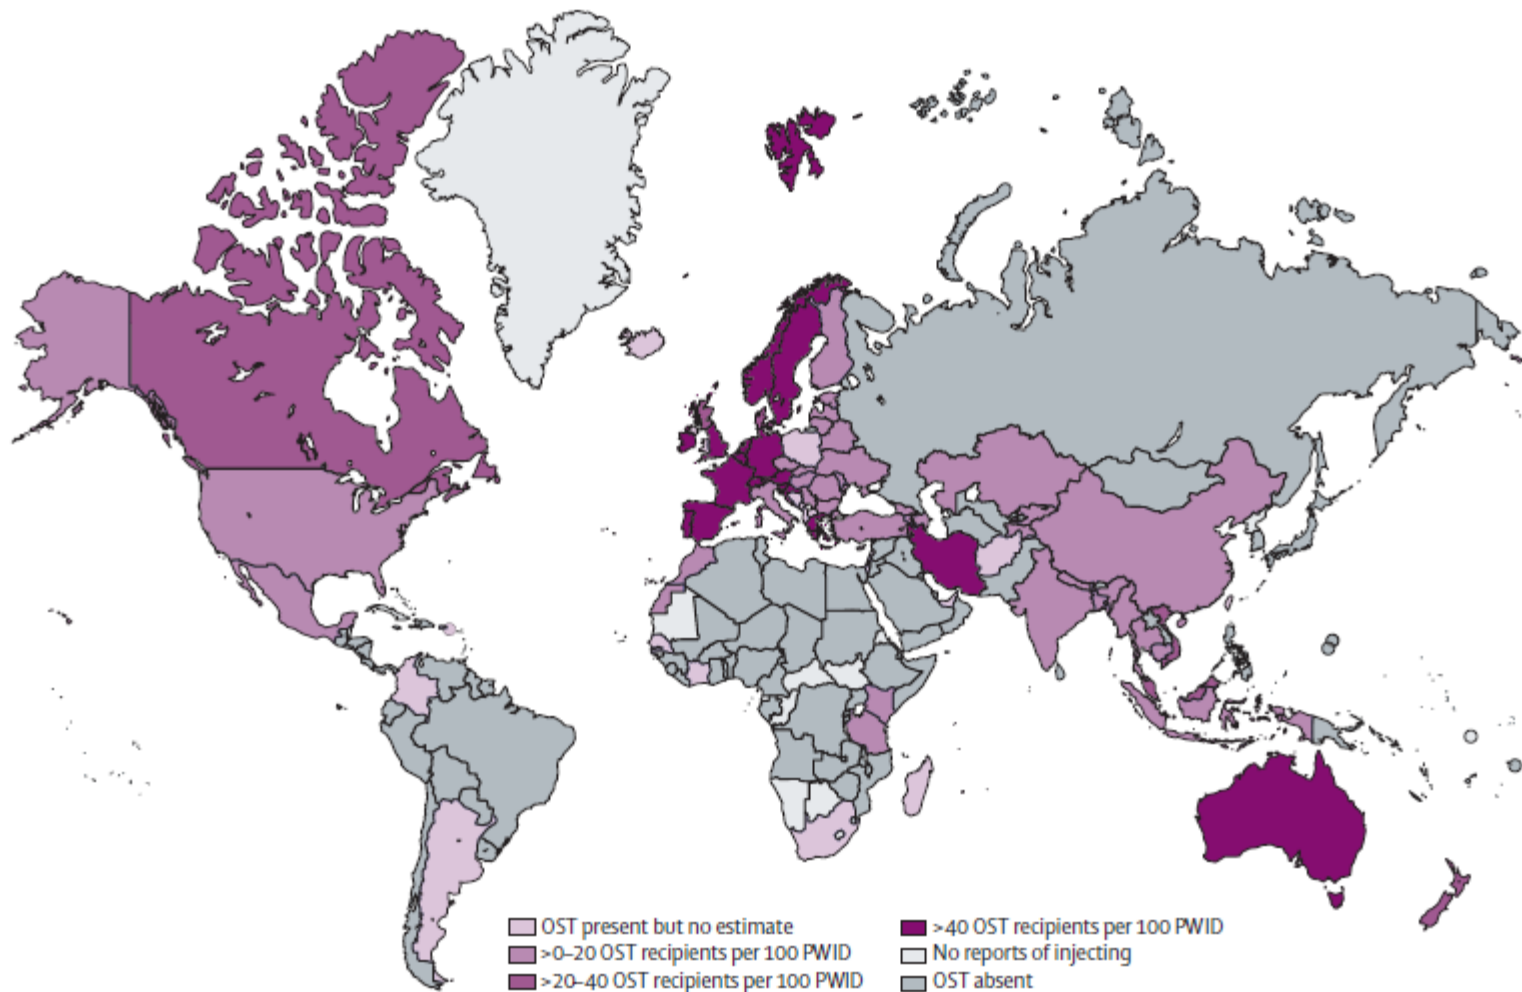 OST present but no estimate
>0–20 OST recipients per 100 PWID
>20–40 OST recipients per 100 PWID
>40 OST recipients per 100 PWID
No reports of injecting
OST absent